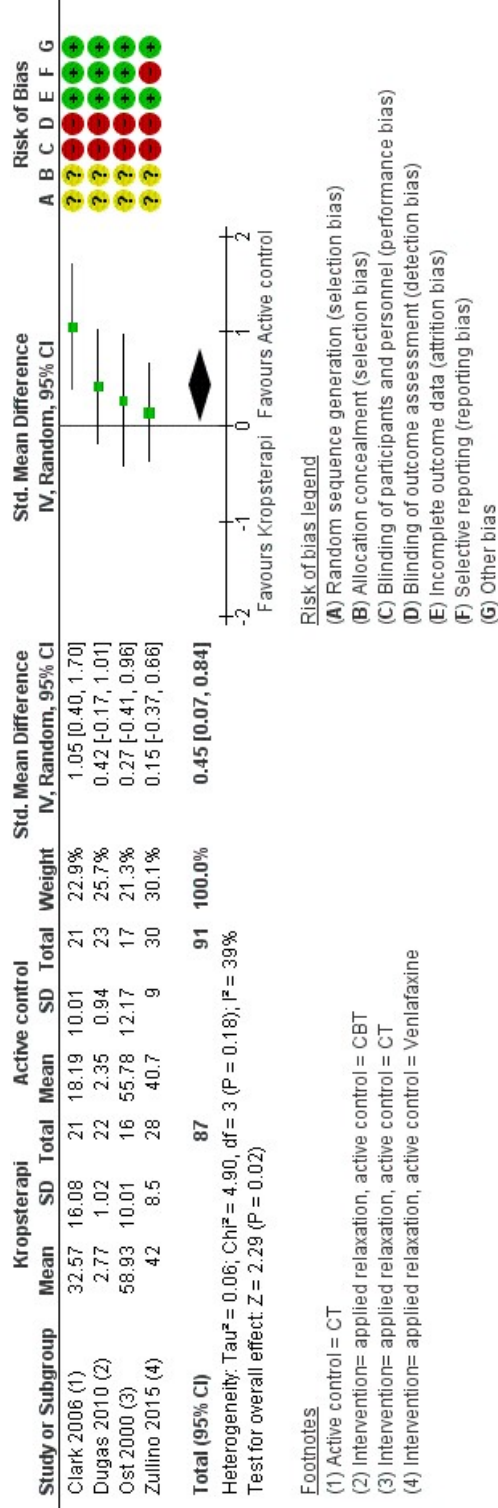 Kropsterapi Active control Std. Mean Difference Std. Mean Difference Risk of Bias
Study or Subgroup Mean SD Total Mean SD Total Weight IV, Random, 95% CI IV, Random, 95% CI A B C D E F G
Clark 2006 (1) 32.57 16.08 21 18.19 10.01 21 22.9% 1.05 [0.40, 1.70] ? ? − − + + +
Dugas 2010 (2) 2.77 1.02 22 2.35 0.94 23 25.7% 0.42 [-0.17, 1.01] ? ? − − + + +
Ost 2000 (3) 58.93 10.01 16 55.78 12.17 17 21.3% 0.27 [-0.41, 0.96] ? ? − − + + +
Zullino 2015 (4) 42 8.5 28 40.7 9 30 30.1% 0.15 [-0.37, 0.66] ? ? − − + − +
Total (95% CI) 87 91 100.0% 0.45 [0.07, 0.84]
Heterogeneity: Tau² = 0.06; Chi² = 4.90, df = 3 (P = 0.18); I² = 39%
Test for overall effect: Z = 2.29 (P = 0.02)
-2 -1 0 1 2
Favours Kropsterapi Favours Active control
Footnotes
(1) Active control = CT
(2) Intervention= applied relaxation, active control = CBT
(3) Intervention= applied relaxation, active control = CT
(4) Intervention= applied relaxation, active control = Venlafaxine
Risk of bias legend
(A) Random sequence generation (selection bias)
(B) Allocation concealment (selection bias)
(C) Blinding of participants and personnel (performance bias)
(D) Blinding of outcome assessment (detection bias)
(E) Incomplete outcome data (attrition bias)
(F) Selective reporting (reporting bias)
(G) Other bias